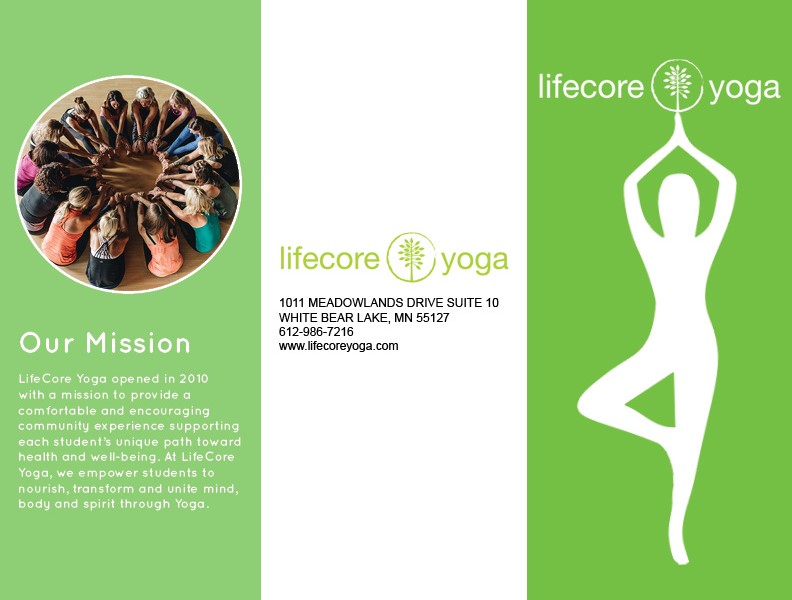 Our Mission
LifeCore Yoga opened in 2010
with a mission to provide a
comfortable and encouraging
community experience supporting
each student's unique path toward
health and well-being. At LifeCore
Yoga, we empower students to
nourish, transform and unite mind,
body and spirit through Yoga.
lifecore yoga
1011 MEADOWLANDS DRIVE SUITE 10
WHITE BEAR LAKE, MN 55127
612-986-7216
www.lifecoreyoga.com
lifecore yoga